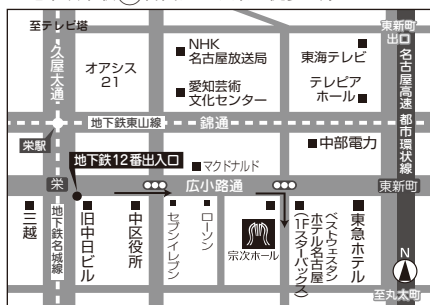 至テレビ塔
久屋大通
オアシス
21
NHK
名古屋放送局
愛知芸術
文化センター
東海テレビ
テレピア
ホール
東新町
出口
名古屋高速 都市環状線
地下鉄東山線
錦通
栄駅
地下鉄12番出入口
マクドナルド
中部電力
栄
広小路通
東新町
三越
地下鉄名城線
旧中日ビル
中区役所
セブンイレブン
ローソン
宗次ホール
ベストウェスタン
ホテル名古屋
(1Fスターバックス)
東急ホテル
N
至丸太町